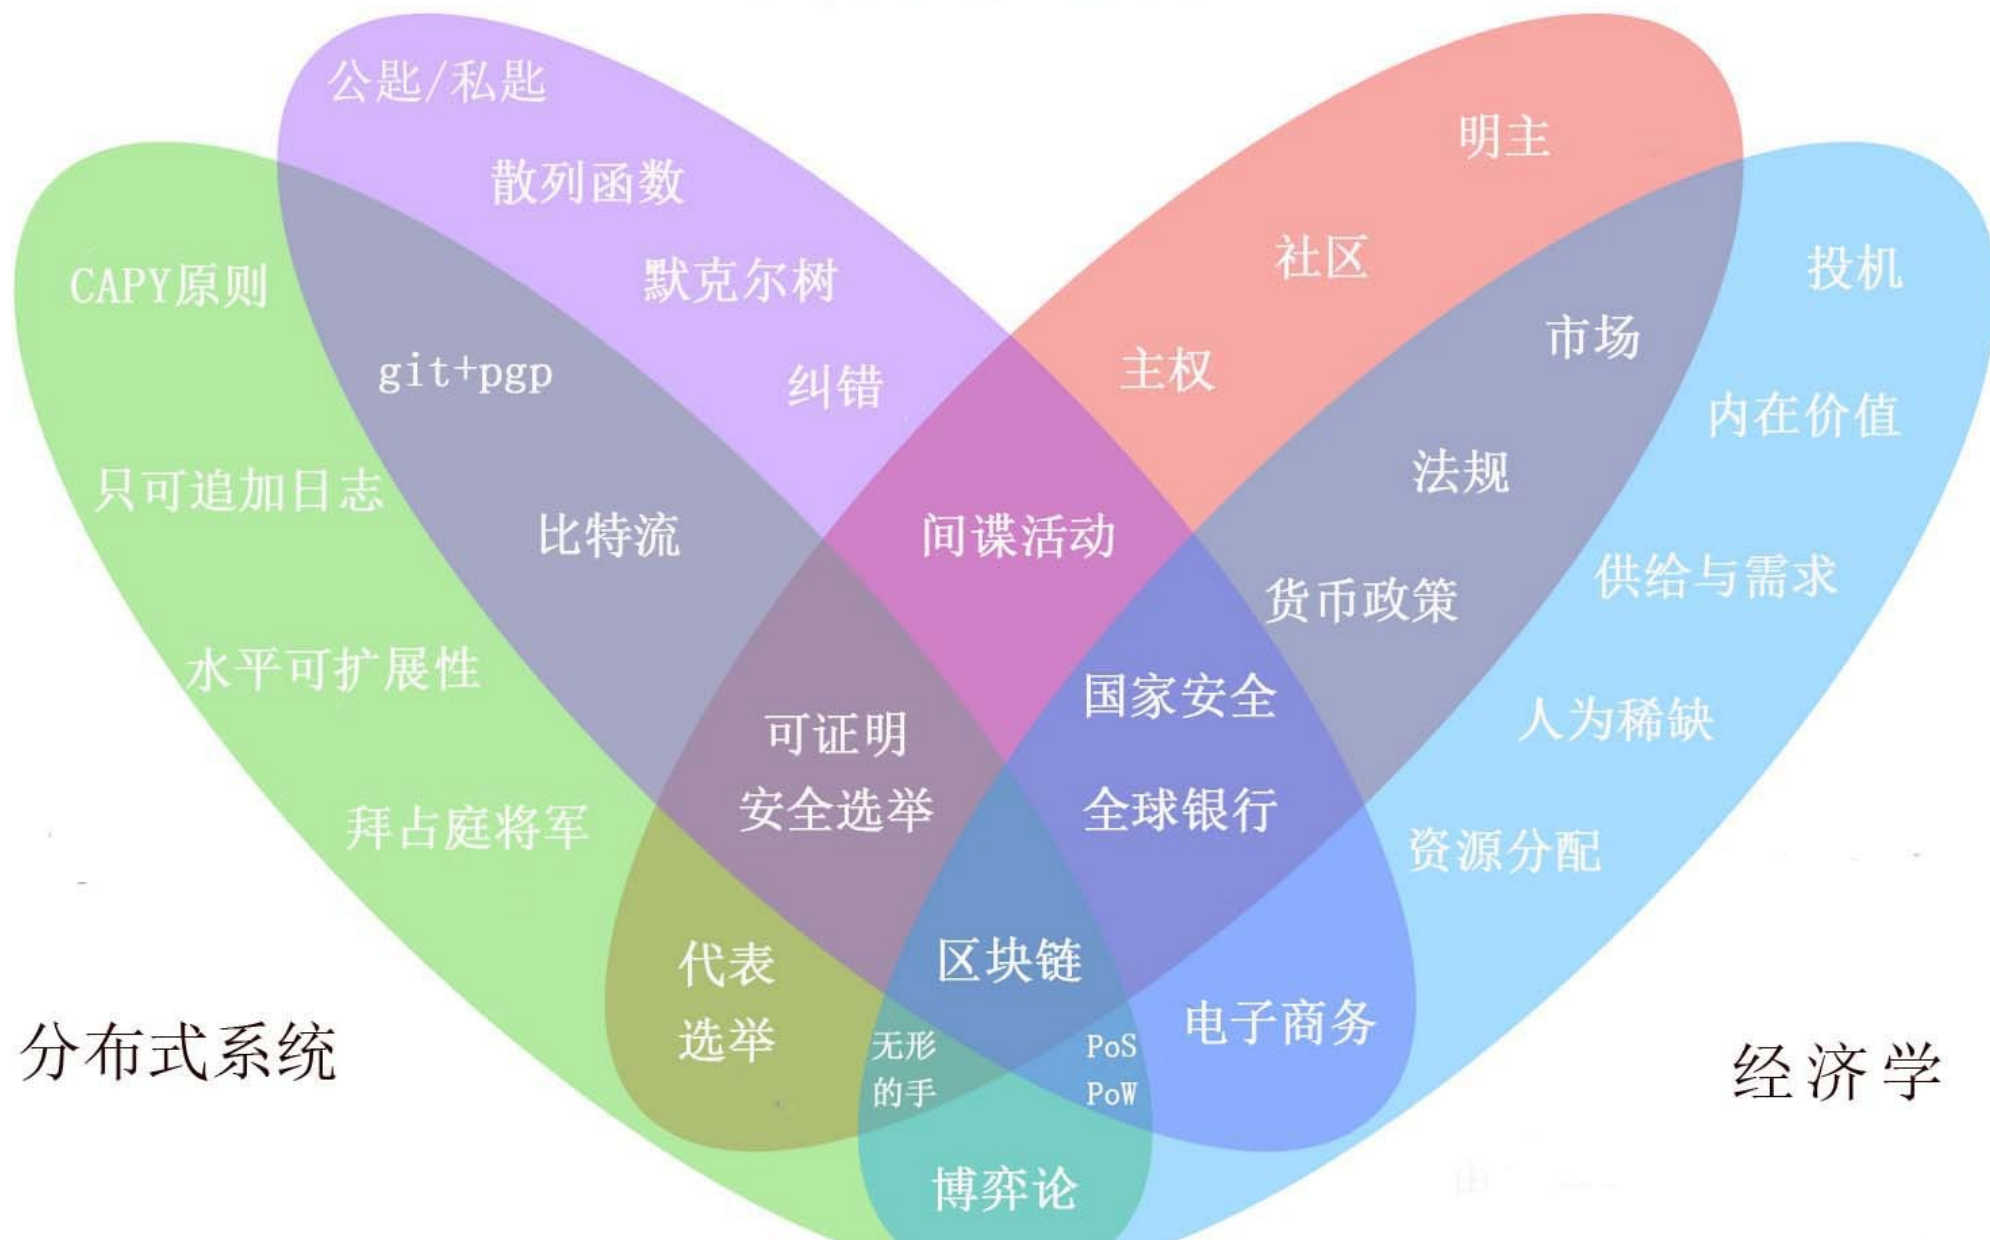 公匙/私匙
散列函数
默克尔树
纠错
明主
社区
主权
CAPY原则
只可追加日志
水平可扩展性
拜占庭将军
git+pgp
比特流
间谍活动
投机
市场
内在价值
法规
供给与需求
货币政策
人为稀缺
资源分配
国家安全
全球银行
可证明
安全选举
代表
选举
区块链
电子商务
无形
的手
PoS
PoW
博弈论
分布式系统
经济学